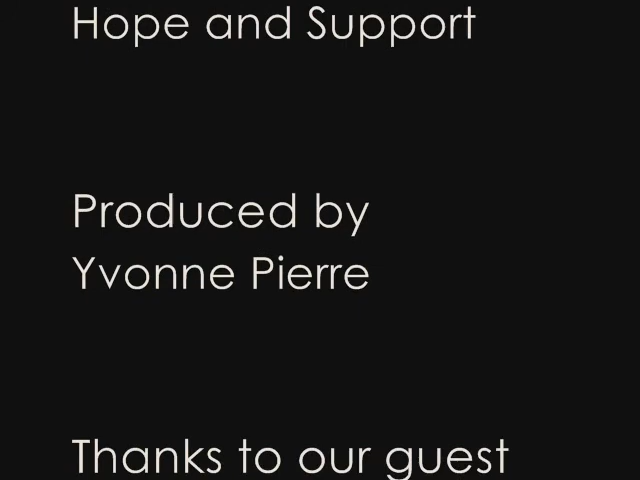 Hope and Support
Produced by
Yvonne Pierre
Thanks to our guest